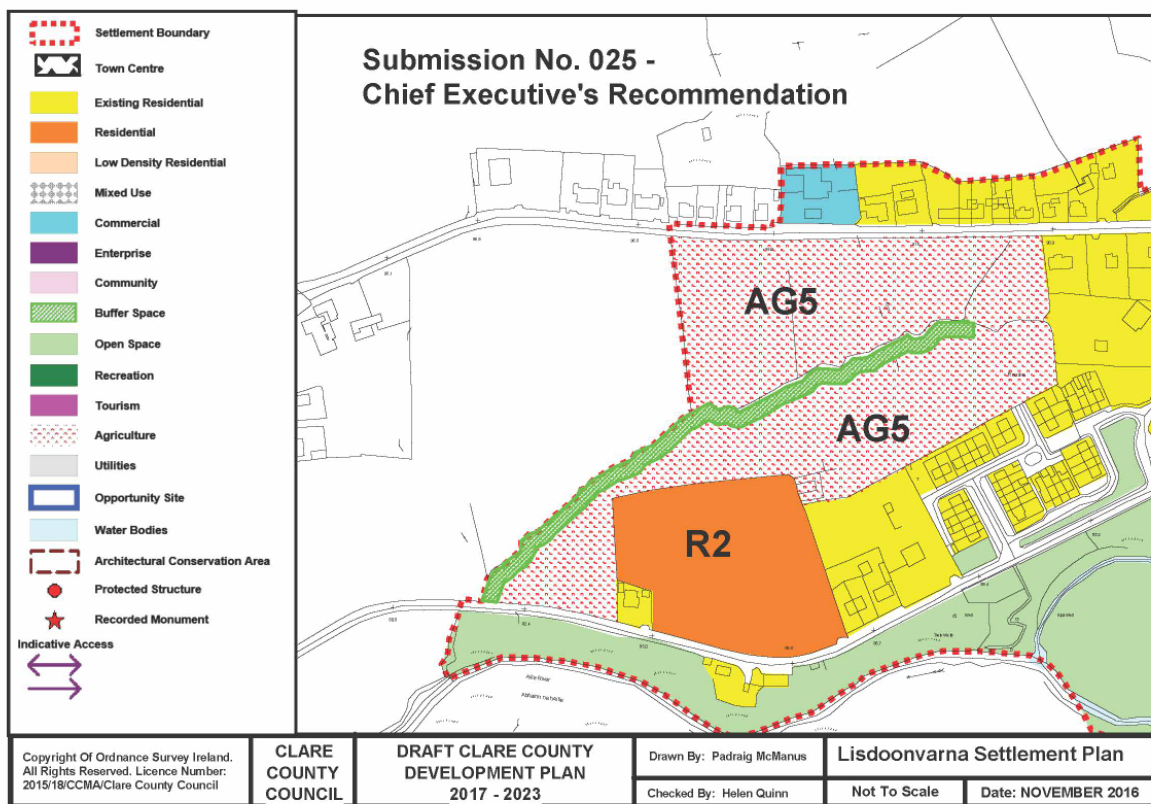 Settlement Boundary
Town Centre
Existing Residential
Residential
Low Density Residential
Mixed Use
Commercial
Enterprise
Community
Buffer Space
Open Space
Recreation
Tourism
Agriculture
Utilities
Opportunity Site
Water Bodies
Architectural Conservation Area
Protected Structure
Recorded Monument
Indicative Access
Submission No. 025 -
Chief Executive's Recommendation
AG5
AG5
R2
Copyright Of Ordnance Survey Ireland.
All Rights Reserved. Licence Number:
2015/18/CCMA/Clare County Council
CLARE
COUNTY
COUNCIL
DRAFT CLARE COUNTY
DEVELOPMENT PLAN
2017 - 2023
Drawn By: Padraig McManus
Checked By: Helen Quinn
Lisdoonvarna Settlement Plan
Not To Scale
Date: NOVEMBER 2016